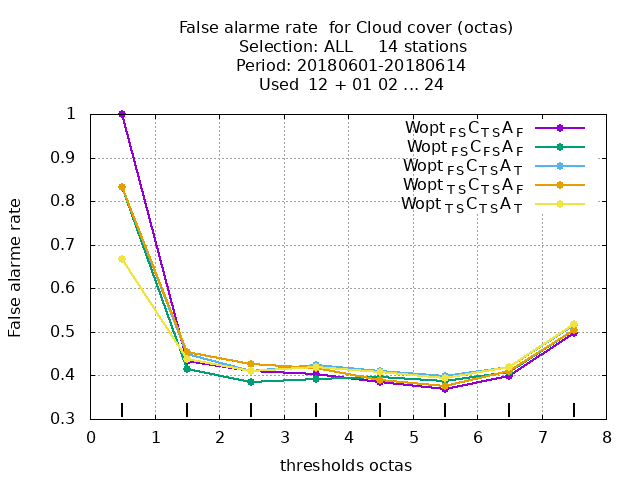 False alarme rate  for Cloud cover (octas)
Selection: ALL     14 stations
Period: 20180601-20180614
Used  12 + 01 02 ... 24
False alarme rate
1
0.9
0.8
0.7
0.6
0.5
0.4
0.3
Wopt FS C TS A F
Wopt FS C FS A F
Wopt FS C TS A T
Wopt TS C TS A F
Wopt TS C TS A T
0 1 2 3 4 5 6 7 8
thresholds octas